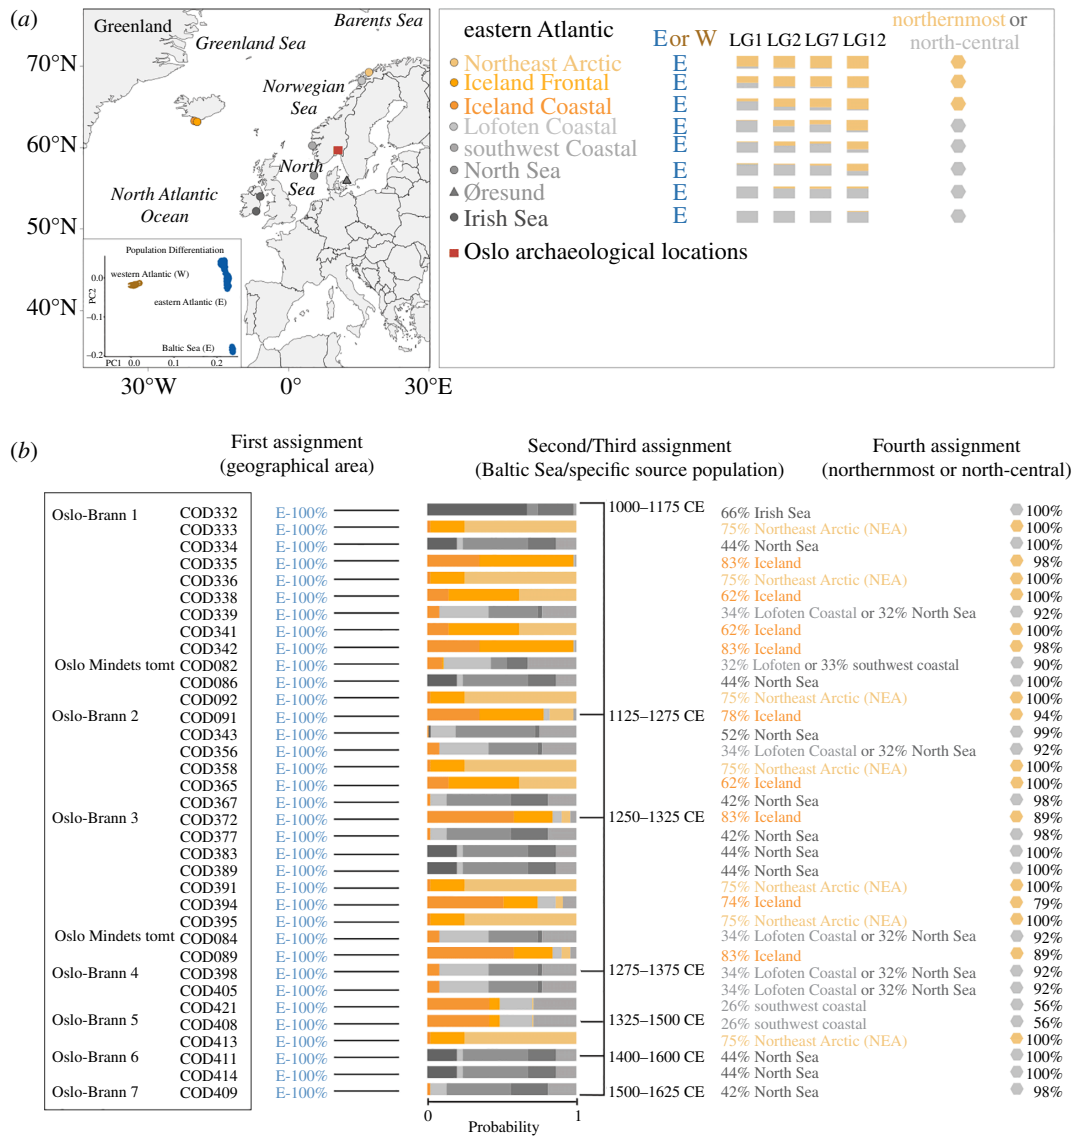 (a)
Greenland
Barents Sea
Greenland Sea
Norwegian
Sea
North
Sea
North Atlantic
Ocean
70°N
60°N
50°N
40°N
30°W 0° 30°E
Population Differentiation
western Atlantic (W)
eastern Atlantic (E)
Baltic Sea (E)
PC2
0.0
−0.1
−0.2
PC1 0.0 0.1 0.2
eastern Atlantic
E or W LG1 LG2 LG7 LG12
northernmost or
north-central
Northeast Arctic E
Iceland Frontal E
Iceland Coastal E
Lofoten Coastal E
southwest Coastal E
North Sea E
Øresund E
Irish Sea E
Oslo archaeological locations
(b)
First assignment
(geographical area)
Second/Third assignment
(Baltic Sea/specific source population)
Fourth assignment
(northernmost or north-central)
Oslo-Brann 1 COD332 E-100% 1000–1175 CE 66% Irish Sea 100%
COD333 E-100% 75% Northeast Arctic (NEA) 100%
COD334 E-100% 44% North Sea 100%
COD335 E-100% 83% Iceland 98%
COD336 E-100% 75% Northeast Arctic (NEA) 100%
COD338 E-100% 62% Iceland 100%
COD339 E-100% 34% Lofoten Coastal or 32% North Sea 92%
COD341 E-100% 62% Iceland 100%
COD342 E-100% 83% Iceland 98%
Oslo Mindets tomt COD082 E-100% 32% Lofoten or 33% southwest coastal 90%
COD086 E-100% 44% North Sea 100%
COD092 E-100% 75% Northeast Arctic (NEA) 100%
Oslo-Brann 2 COD091 E-100% 1125–1275 CE 78% Iceland 94%
COD343 E-100% 52% North Sea 99%
COD356 E-100% 34% Lofoten Coastal or 32% North Sea 92%
COD358 E-100% 75% Northeast Arctic (NEA) 100%
COD365 E-100% 62% Iceland 100%
COD367 E-100% 42% North Sea 98%
Oslo-Brann 3 COD372 E-100% 1250–1325 CE 83% Iceland 89%
COD377 E-100% 42% North Sea 98%
COD383 E-100% 44% North Sea 100%
COD389 E-100% 44% North Sea 100%
COD391 E-100% 75% Northeast Arctic (NEA) 100%
COD394 E-100% 74% Iceland 79%
COD395 E-100% 75% Northeast Arctic (NEA) 100%
Oslo Mindets tomt COD084 E-100% 34% Lofoten Coastal or 32% North Sea 92%
COD089 E-100% 83% Iceland 89%
Oslo-Brann 4 COD398 E-100% 1275–1375 CE 34% Lofoten Coastal or 32% North Sea 92%
COD405 E-100% 34% Lofoten Coastal or 32% North Sea 92%
COD421 E-100% 26% southwest coastal 56%
Oslo-Brann 5 COD408 E-100% 1325–1500 CE 26% southwest coastal 56%
COD413 E-100% 75% Northeast Arctic (NEA) 100%
Oslo-Brann 6 COD411 E-100% 1400–1600 CE 44% North Sea 100%
COD414 E-100% 44% North Sea 100%
Oslo-Brann 7 COD409 E-100% 1500–1625 CE 42% North Sea 98%
0 1
Probability